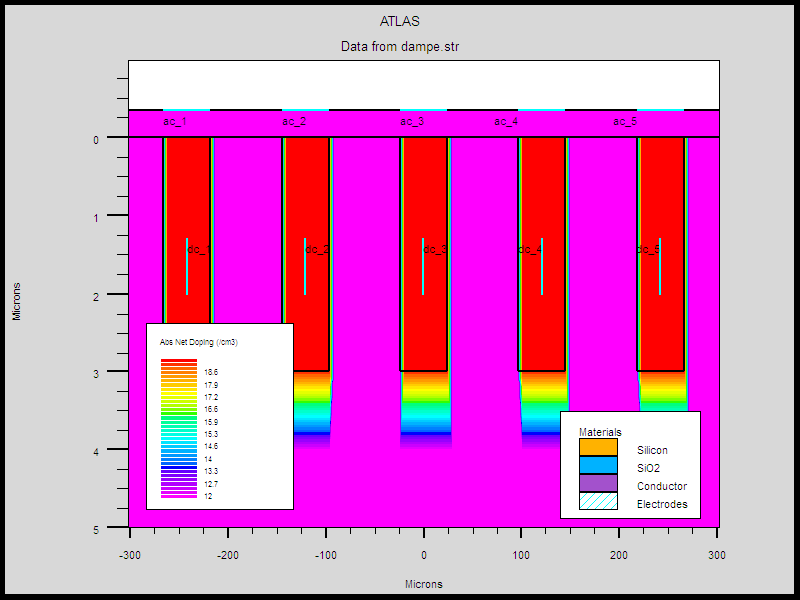 ATLAS
Data from dampe.str
ac_1 ac_2 ac_3 ac_4 ac_5
0
1
dc_1 dc_2 dc_3 dc_4 dc_5
2
Microns
3
4
5
Abs Net Doping (/cm3)
18.6
17.9
17.2
16.6
15.9
15.3
14.6
14
13.3
12.7
12
Materials
Silicon
SiO2
Conductor
Electrodes
-300 -200 -100 0 100 200 300
Microns